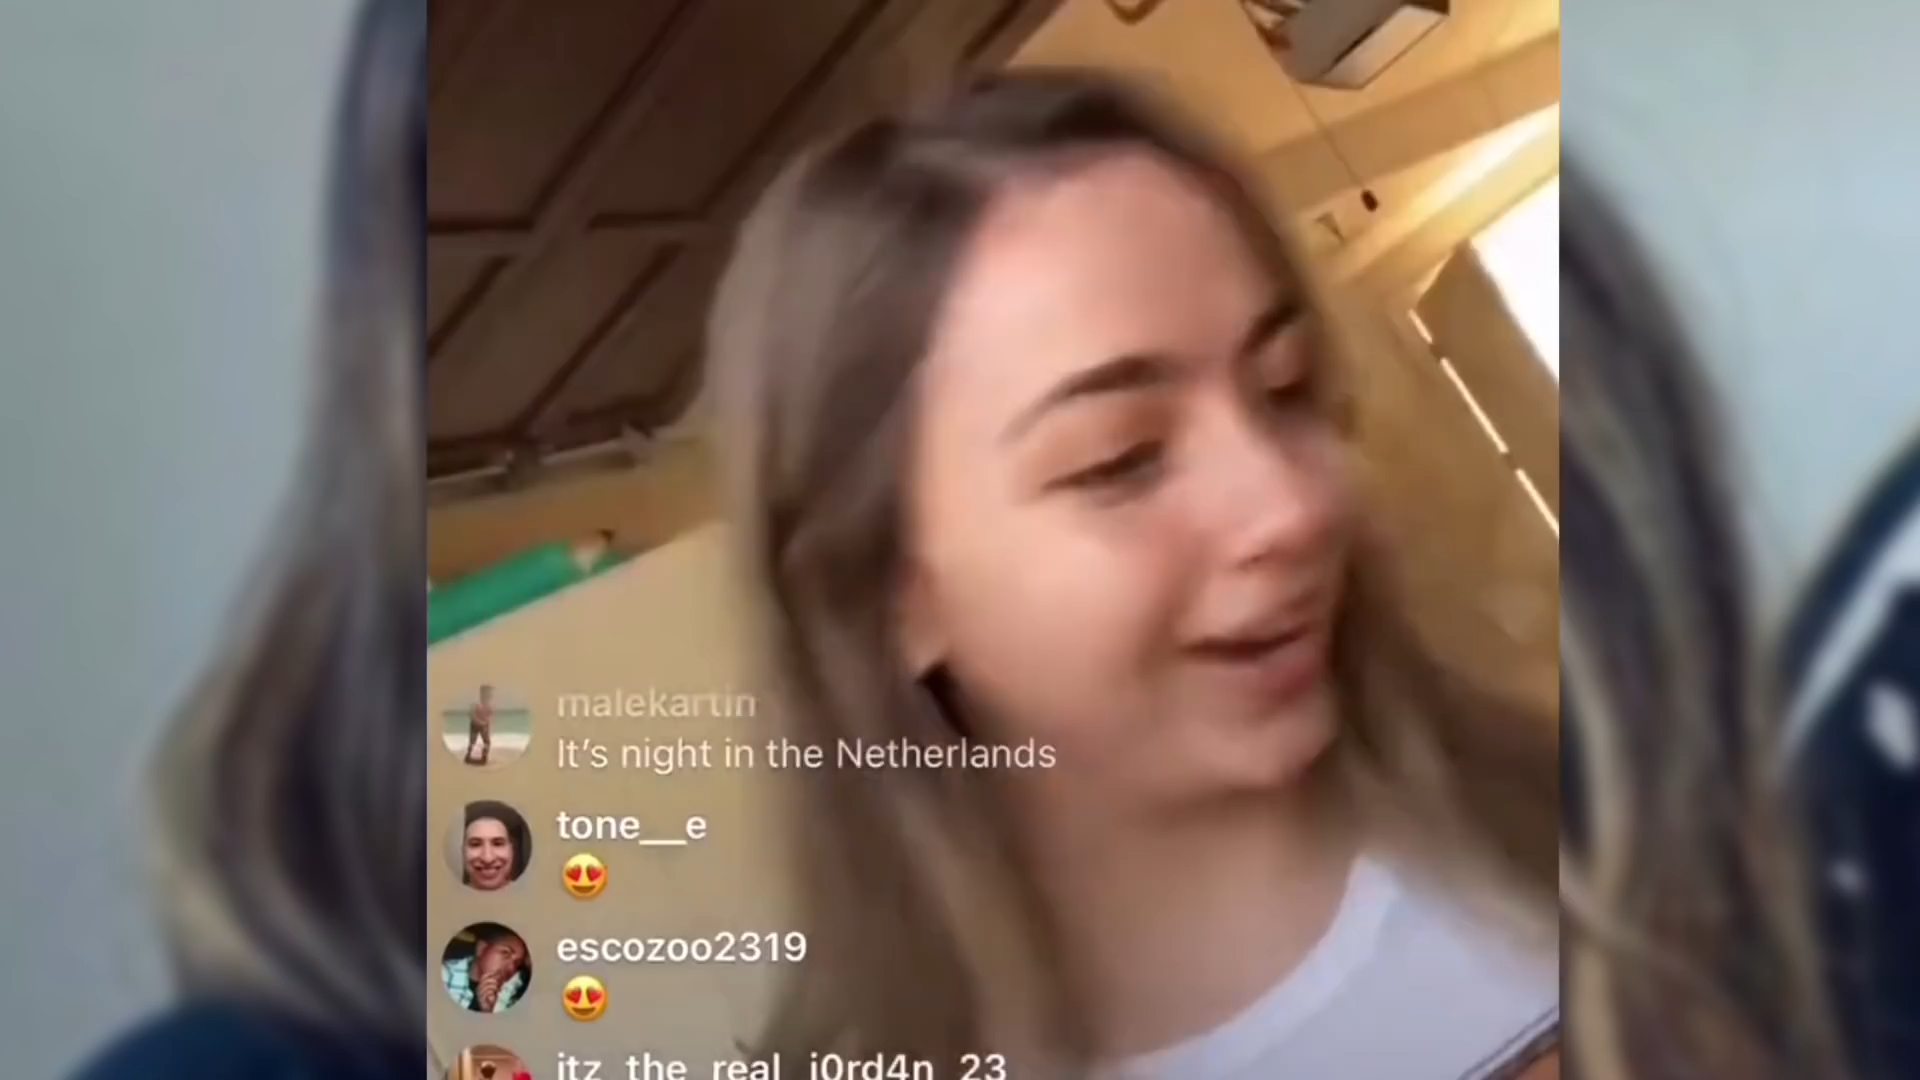 malekartin
It’s night in the Netherlands
tone__e
😍
escozoo2319
😍
itz_the_real_j0rd4n_23